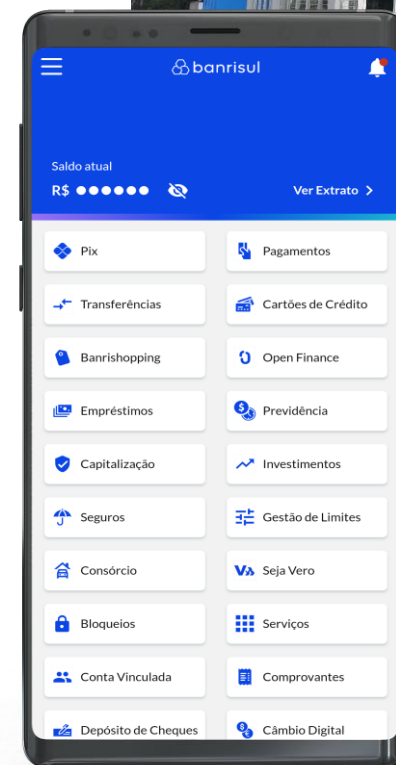 banrisul
Saldo atual
R$ ●●●●●● Ver Extrato
Pix Pagamentos
Transferências Cartões de Crédito
Banrishopping Open Finance
Empréstimos Previdência
Capitalização Investimentos
Seguros Gestão de Limites
Consórcio Seja Vero
Bloqueios Serviços
Conta Vinculada Comprovantes
Depósito de Cheques Câmbio Digital